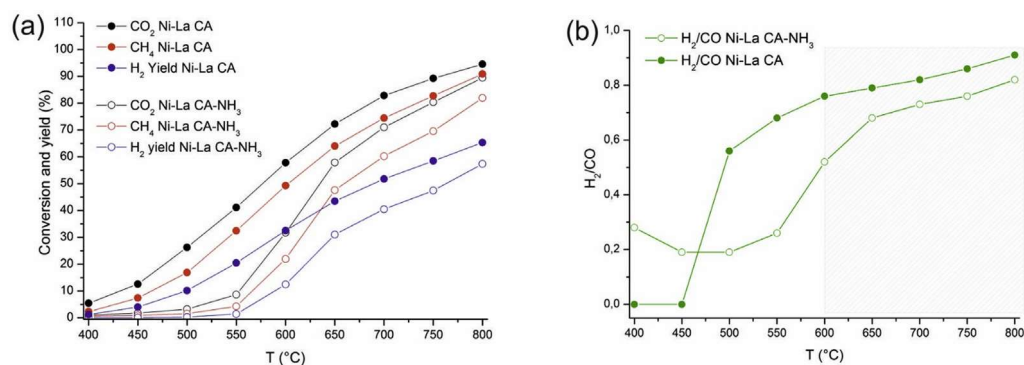 (a)
CO₂ Ni-La CA
CH₄ Ni-La CA
H₂ Yield Ni-La CA
CO₂ Ni-La CA-NH₃
CH₄ Ni-La CA-NH₃
H₂ yield Ni-La CA-NH₃
Conversion and yield (%)
110
100
90
80
70
60
50
40
30
20
10
0
400 450 500 550 600 650 700 750 800
T (°C)
(b)
H₂/CO Ni-La CA-NH₃
H₂/CO Ni-La CA
H₂/CO
1,0
0,8
0,6
0,4
0,2
0,0
400 450 500 550 600 650 700 750 800
T (°C)